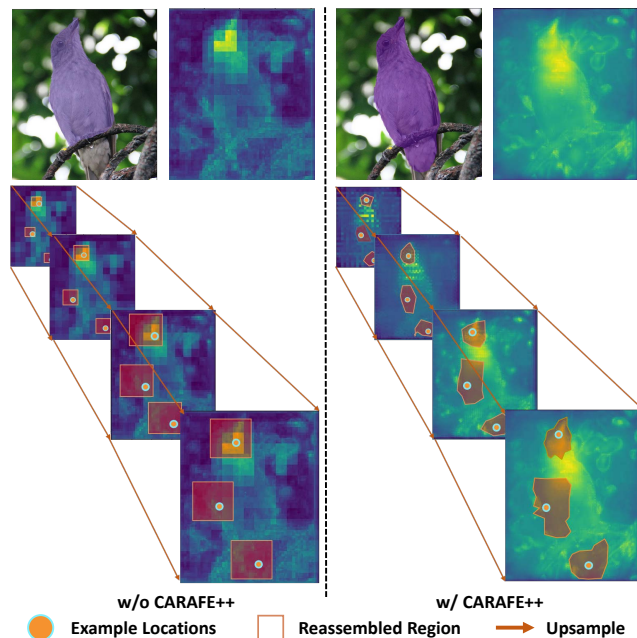 w/o CARAFE++
w/ CARAFE++
Example Locations
Reassembled Region
Upsample